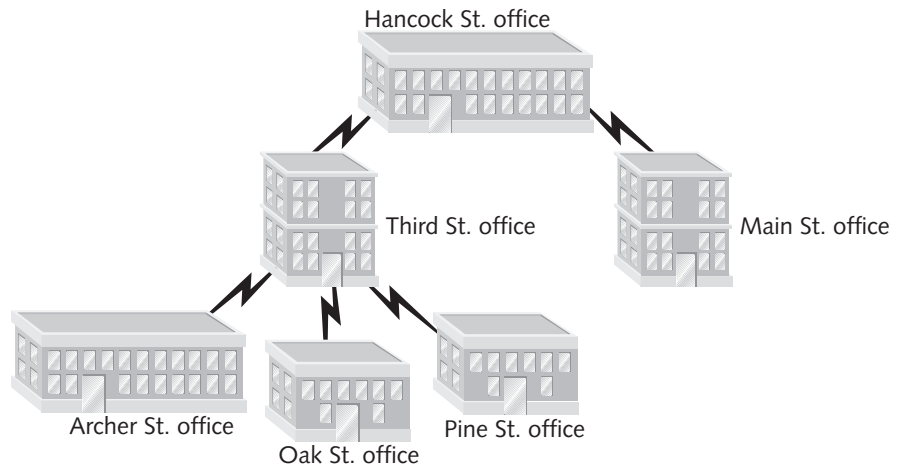 Hancock St. office
Third St. office
Main St. office
Archer St. office
Oak St. office
Pine St. office